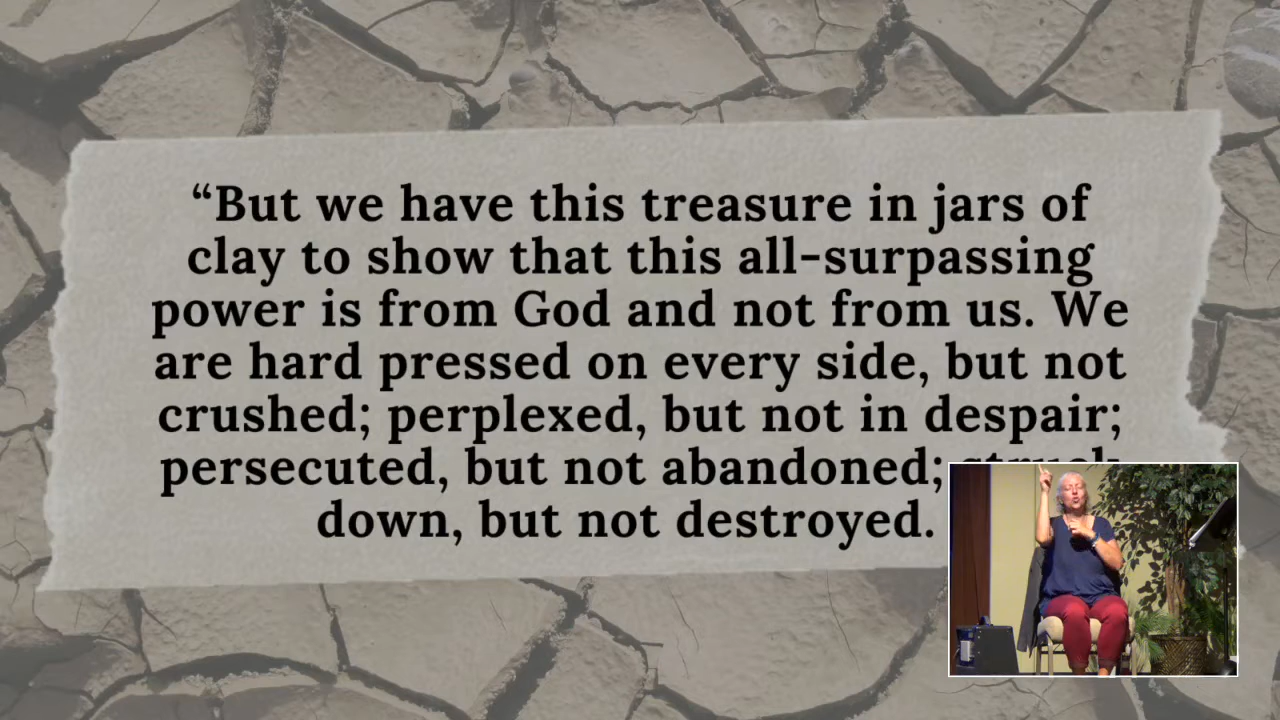 “But we have this treasure in jars of
clay to show that this all-surpassing
power is from God and not from us. We
are hard pressed on every side, but not
crushed; perplexed, but not in despair;
persecuted, but not abandoned; struck
down, but not destroyed.